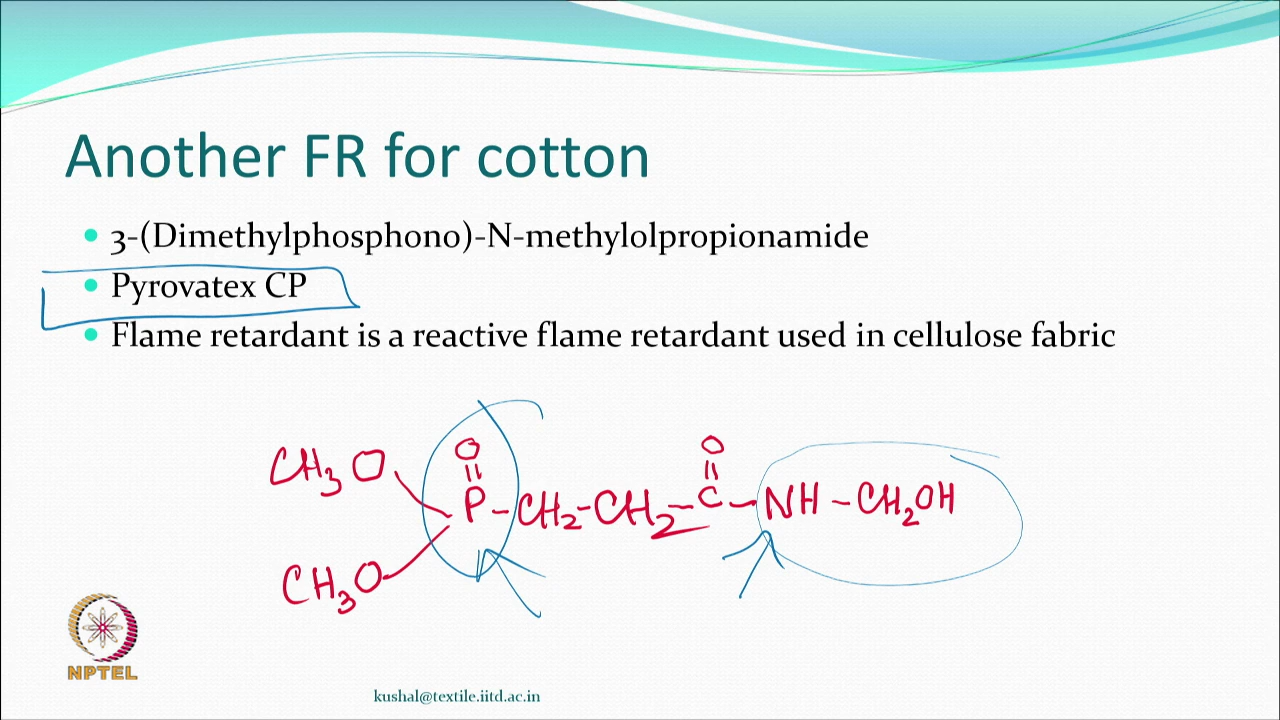 Another FR for cotton
3-(Dimethylphosphono)-N-methylolpropionamide
Pyrovatex CP
Flame retardant is a reactive flame retardant used in cellulose fabric
O O
CH3O
P-CH2-CH2-C-NH-CH2OH
CH3O
NPTEL
kushal@textile.iitd.ac.in